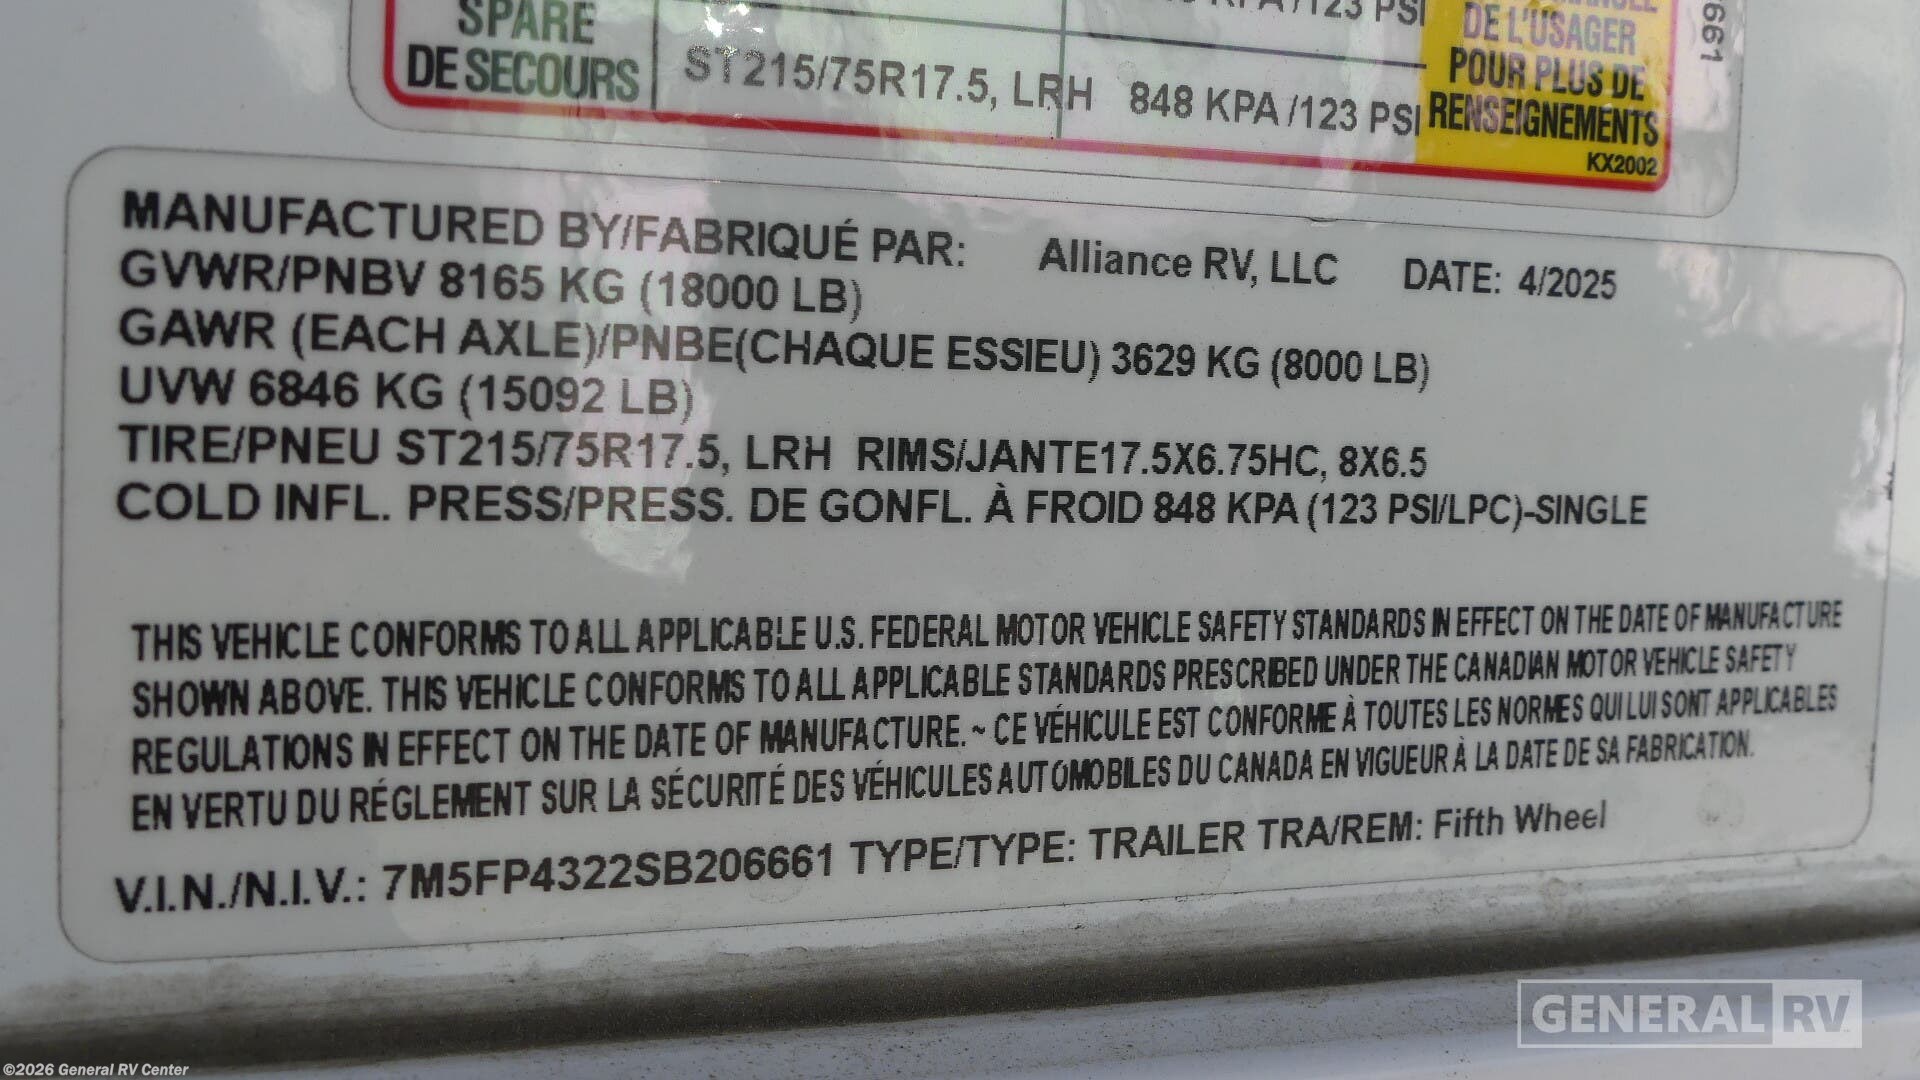 SPARE
DE SECOURS
ST215/75R17.5, LRH 848 KPA /123 PSI
KPA /123 PSI
DE L'USAGER
POUR PLUS DE
RENSEIGNEMENTS
KX2002
6661
MANUFACTURED BY/FABRIQUÉ PAR: Alliance RV, LLC DATE: 4/2025
GVWR/PNBV 8165 KG (18000 LB)
GAWR (EACH AXLE)/PNBE(CHAQUE ESSIEU) 3629 KG (8000 LB)
UVW 6846 KG (15092 LB)
TIRE/PNEU ST215/75R17.5, LRH RIMS/JANTE17.5X6.75HC, 8X6.5
COLD INFL. PRESS/PRESS. DE GONFL. À FROID 848 KPA (123 PSI/LPC)-SINGLE
THIS VEHICLE CONFORMS TO ALL APPLICABLE U.S. FEDERAL MOTOR VEHICLE SAFETY STANDARDS IN EFFECT ON THE DATE OF MANUFACTURE
SHOWN ABOVE. THIS VEHICLE CONFORMS TO ALL APPLICABLE STANDARDS PRESCRIBED UNDER THE CANADIAN MOTOR VEHICLE SAFETY
REGULATIONS IN EFFECT ON THE DATE OF MANUFACTURE. ~ CE VÉHICULE EST CONFORME À TOUTES LES NORMES QUI LUI SONT APPLICABLES
EN VERTU DU RÉGLEMENT SUR LA SÉCURITÉ DES VÉHICULES AUTOMOBILES DU CANADA EN VIGUEUR À LA DATE DE SA FABRICATION.
V.I.N./N.I.V.: 7M5FP4322SB206661 TYPE/TYPE: TRAILER TRA/REM: Fifth Wheel
GENERAL RV
©2026 General RV Center